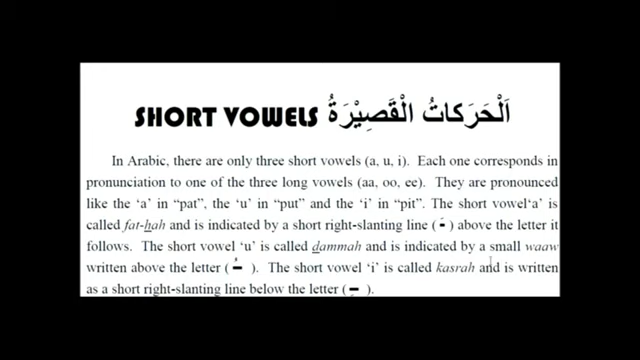 SHORT VOWELS اَلْحَرَكاتُ الْقَصِيْرَةُ
In Arabic, there are only three short vowels (a, u, i). Each one corresponds in
pronunciation to one of the three long vowels (aa, oo, ee). They are pronounced
like the ‘a’ in “pat”, the ‘u’ in “put” and the ‘i’ in “pit”. The short vowel‘a’ is
called fat-hah and is indicated by a short right-slanting line ( ـَ ) above the letter it
follows. The short vowel ‘u’ is called dammah and is indicated by a small waaw
written above the letter ( ـُ ). The short vowel ‘i’ is called kasrah and is written
as a short right-slanting line below the letter ( ـِ ).